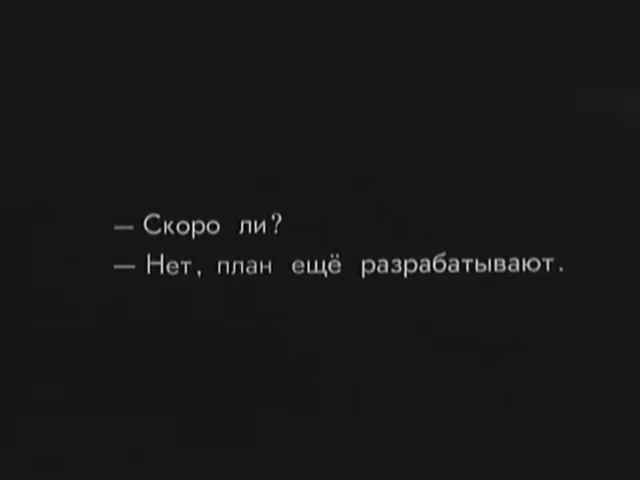 — Скоро ли?
— Нет, план ещё разрабатывают.